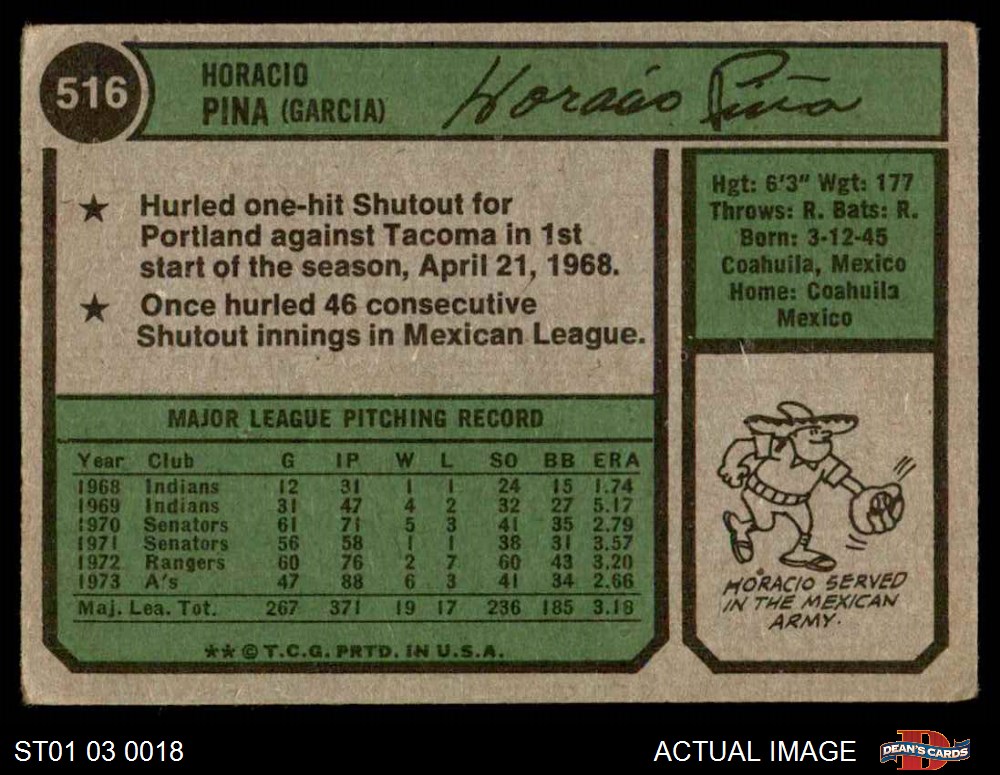 516
HORACIO
PINA (GARCIA)
Horacio Piña
★ Hurled one-hit Shutout for
Portland against Tacoma in 1st
start of the season, April 21, 1968.
★ Once hurled 46 consecutive
Shutout innings in Mexican League.
Hgt: 6'3" Wgt: 177
Throws: R. Bats: R.
Born: 3-12-45
Coahuila, Mexico
Home: Coahuila
Mexico
MAJOR LEAGUE PITCHING RECORD
Year Club G IP W L SO BB ERA
1968 Indians 12 31 1 1 24 15 1.74
1969 Indians 31 47 4 2 32 27 5.17
1970 Senators 61 71 5 3 41 35 2.79
1971 Senators 56 58 1 1 38 31 3.57
1972 Rangers 60 76 2 7 60 43 3.20
1973 A's 47 88 6 3 41 34 2.66
Maj. Lea. Tot. 267 371 19 17 236 185 3.18
** © T.C.G. PRTD. IN U.S.A.
HORACIO SERVED
IN THE MEXICAN
ARMY.
ST01 03 0018
ACTUAL IMAGE
DEAN'S CARDS